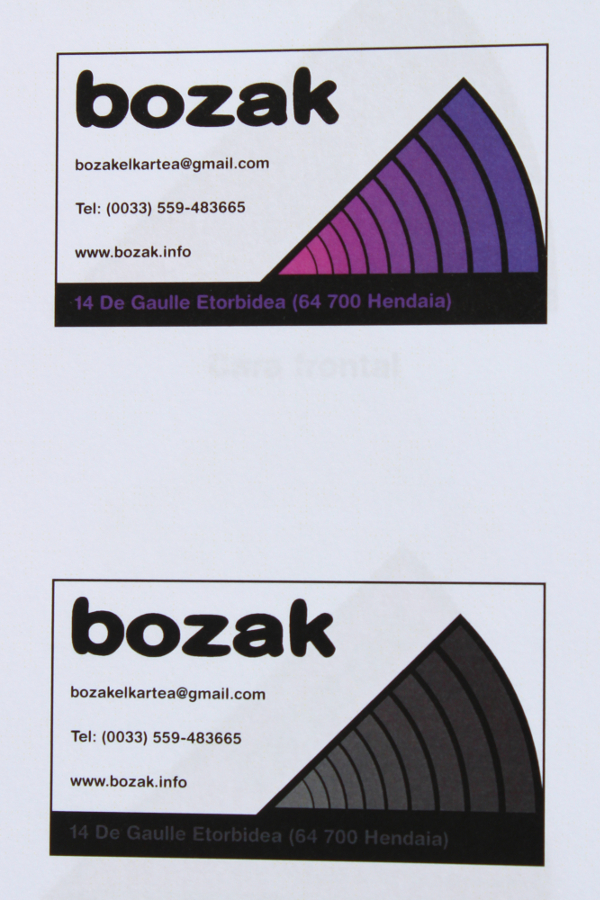 bozak
bozakelkartea@gmail.com
Tel: (0033) 559-483665
www.bozak.info
14 De Gaulle Etorbidea (64 700 Hendaia)
Cara frontal
bozak
bozakelkartea@gmail.com
Tel: (0033) 559-483665
www.bozak.info
14 De Gaulle Etorbidea (64 700 Hendaia)